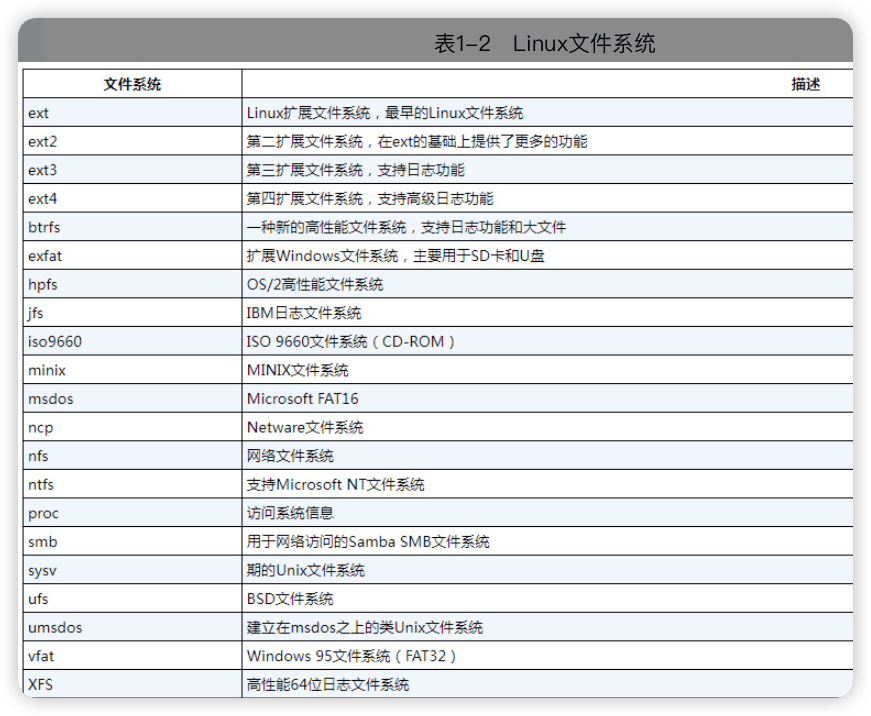 表1-2 Linux文件系统
文件系统 描述
ext Linux扩展文件系统，最早的Linux文件系统
ext2 第二扩展文件系统，在ext的基础上提供了更多的功能
ext3 第三扩展文件系统，支持日志功能
ext4 第四扩展文件系统，支持高级日志功能
btrfs 一种新的高性能文件系统，支持日志功能和大文件
exfat 扩展Windows文件系统，主要用于SD卡和U盘
hpfs OS/2高性能文件系统
jfs IBM日志文件系统
iso9660 ISO 9660文件系统（CD-ROM）
minix MINIX文件系统
msdos Microsoft FAT16
ncp Netware文件系统
nfs 网络文件系统
ntfs 支持Microsoft NT文件系统
proc 访问系统信息
smb 用于网络访问的Samba SMB文件系统
sysv 期的Unix文件系统
ufs BSD文件系统
umsdos 建立在msdos之上的类Unix文件系统
vfat Windows 95文件系统（FAT32）
XFS 高性能64位日志文件系统